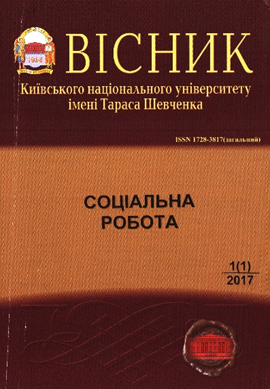 ВІСНИК
Київського національного університету
імені Тараса Шевченка
ISSN 1728-3817(загальний)
СОЦІАЛЬНА
РОБОТА
1(1)
2017